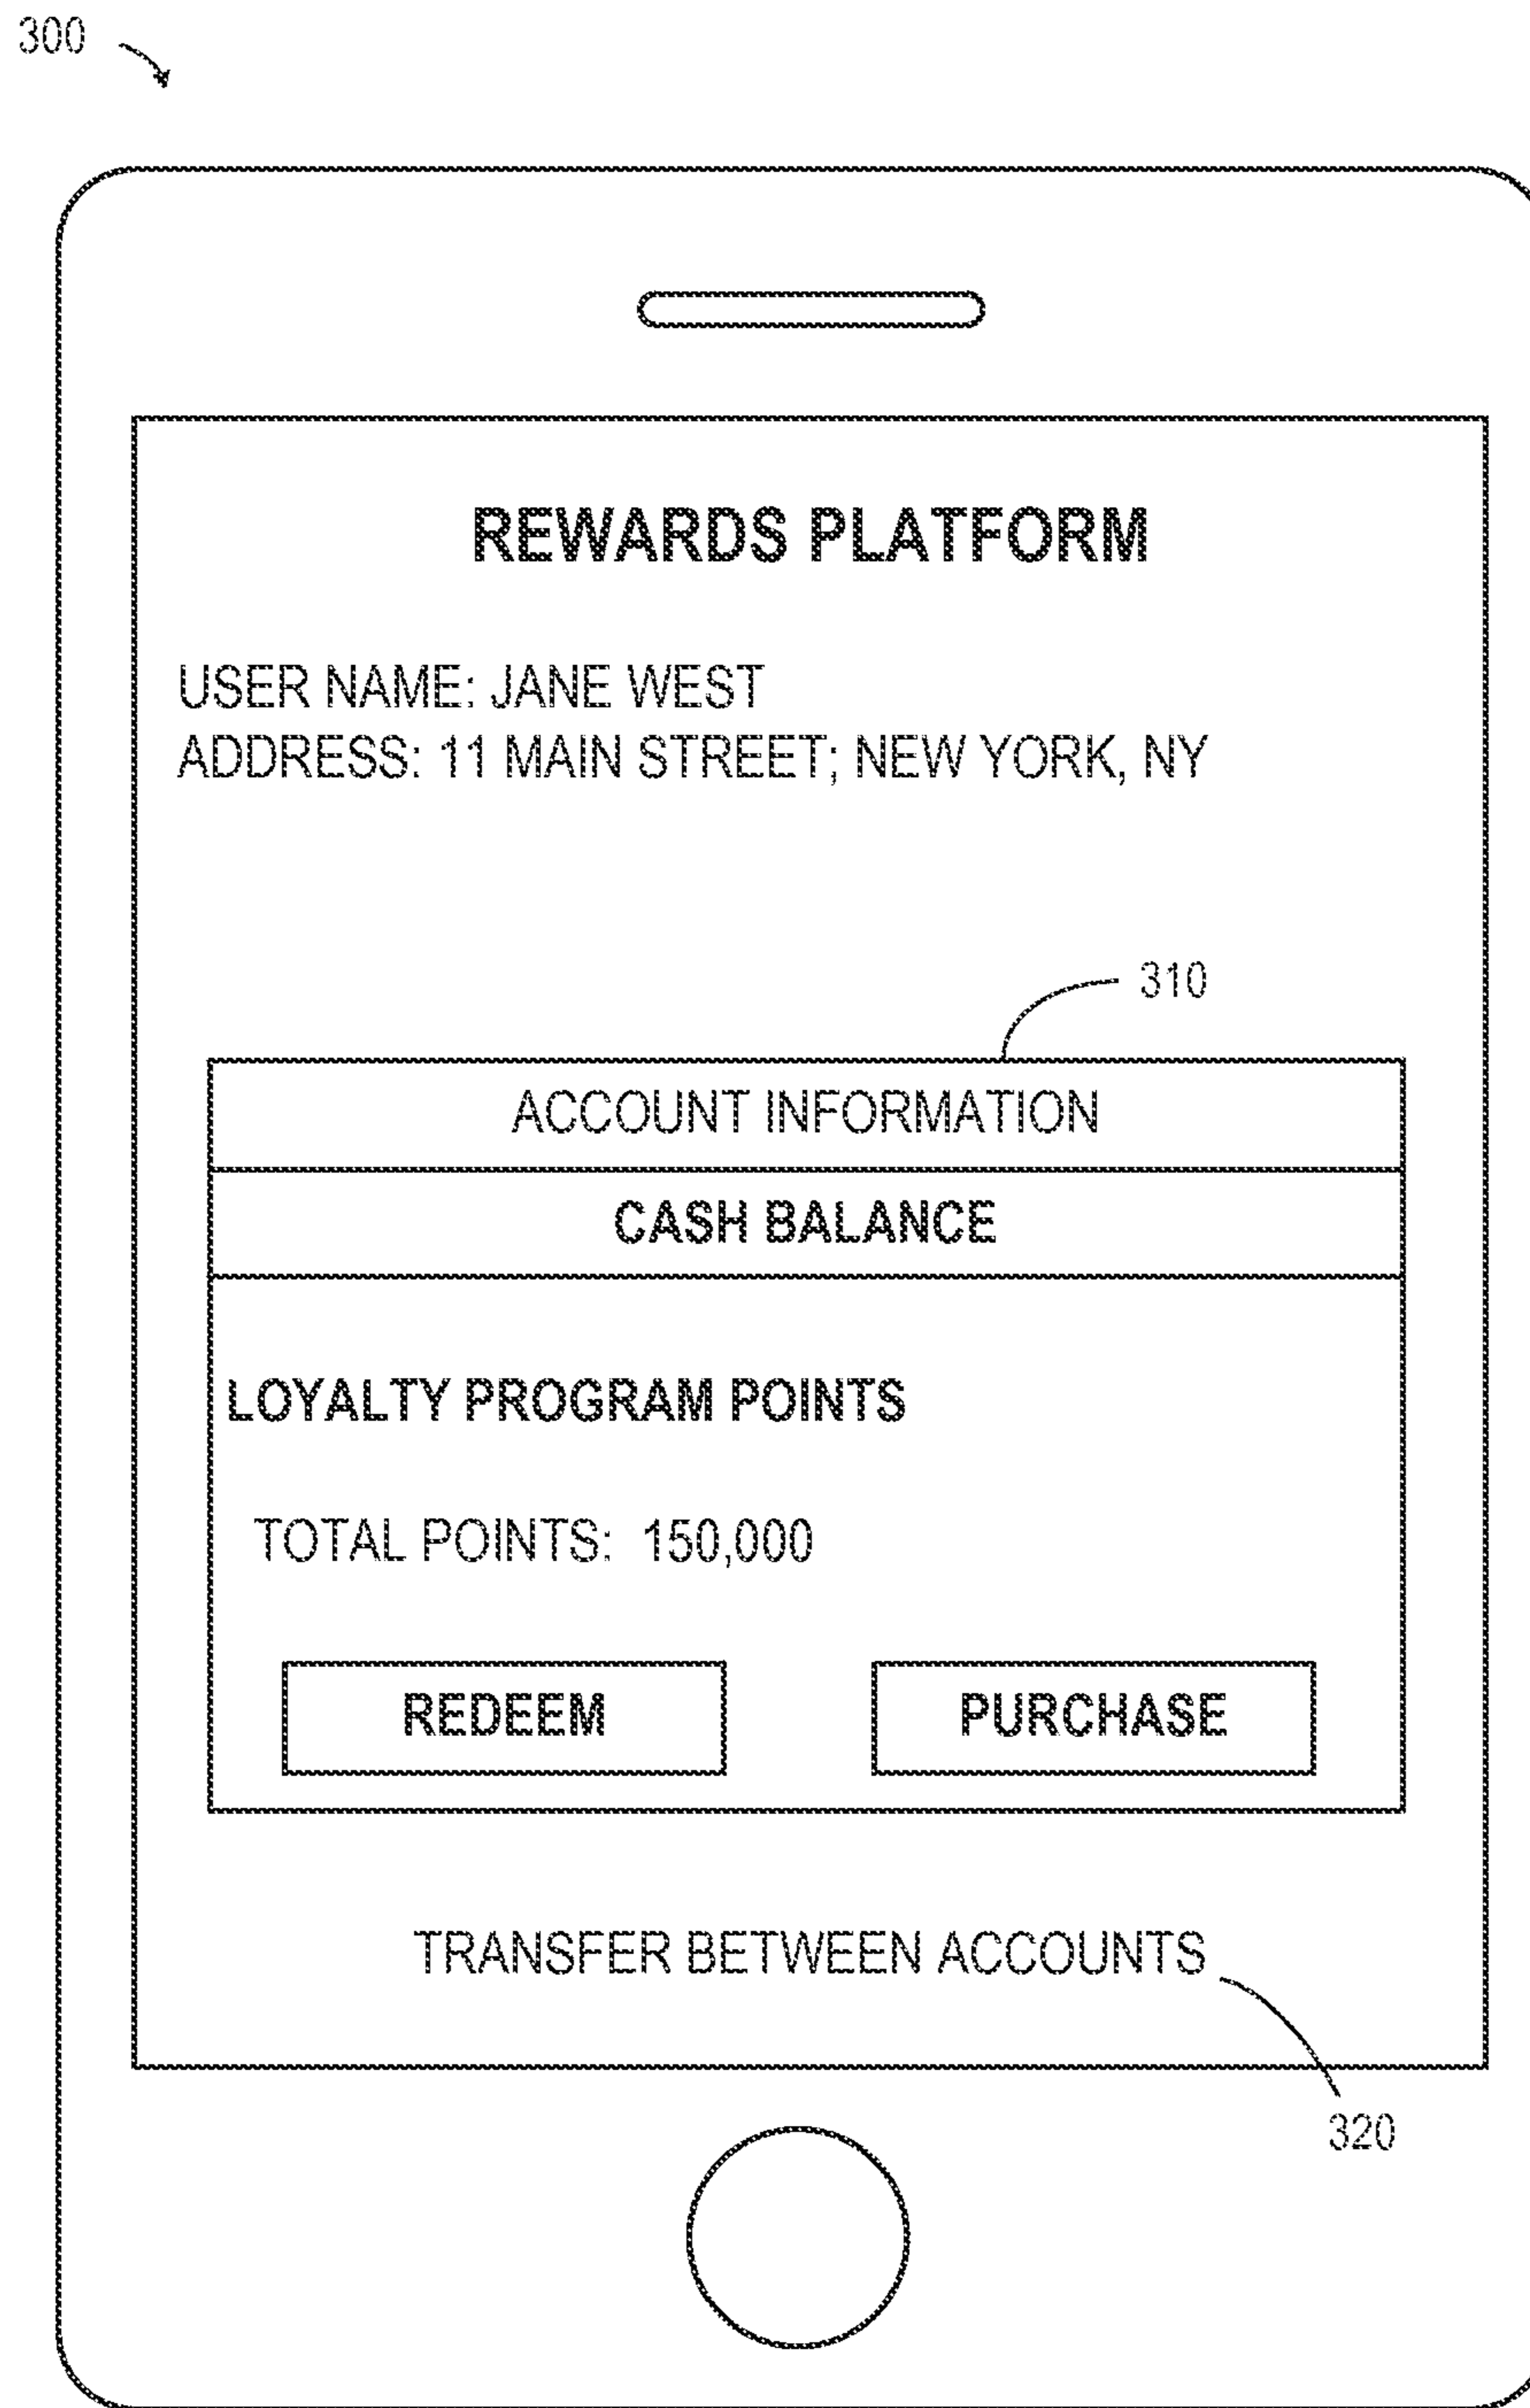 300
REWARDS PLATFORM
USER NAME: JANE WEST
ADDRESS: 11 MAIN STREET; NEW YORK, NY
310
ACCOUNT INFORMATION
CASH BALANCE
LOYALTY PROGRAM POINTS
TOTAL POINTS: 150,000
REDEEM
PURCHASE
TRANSFER BETWEEN ACCOUNTS
320